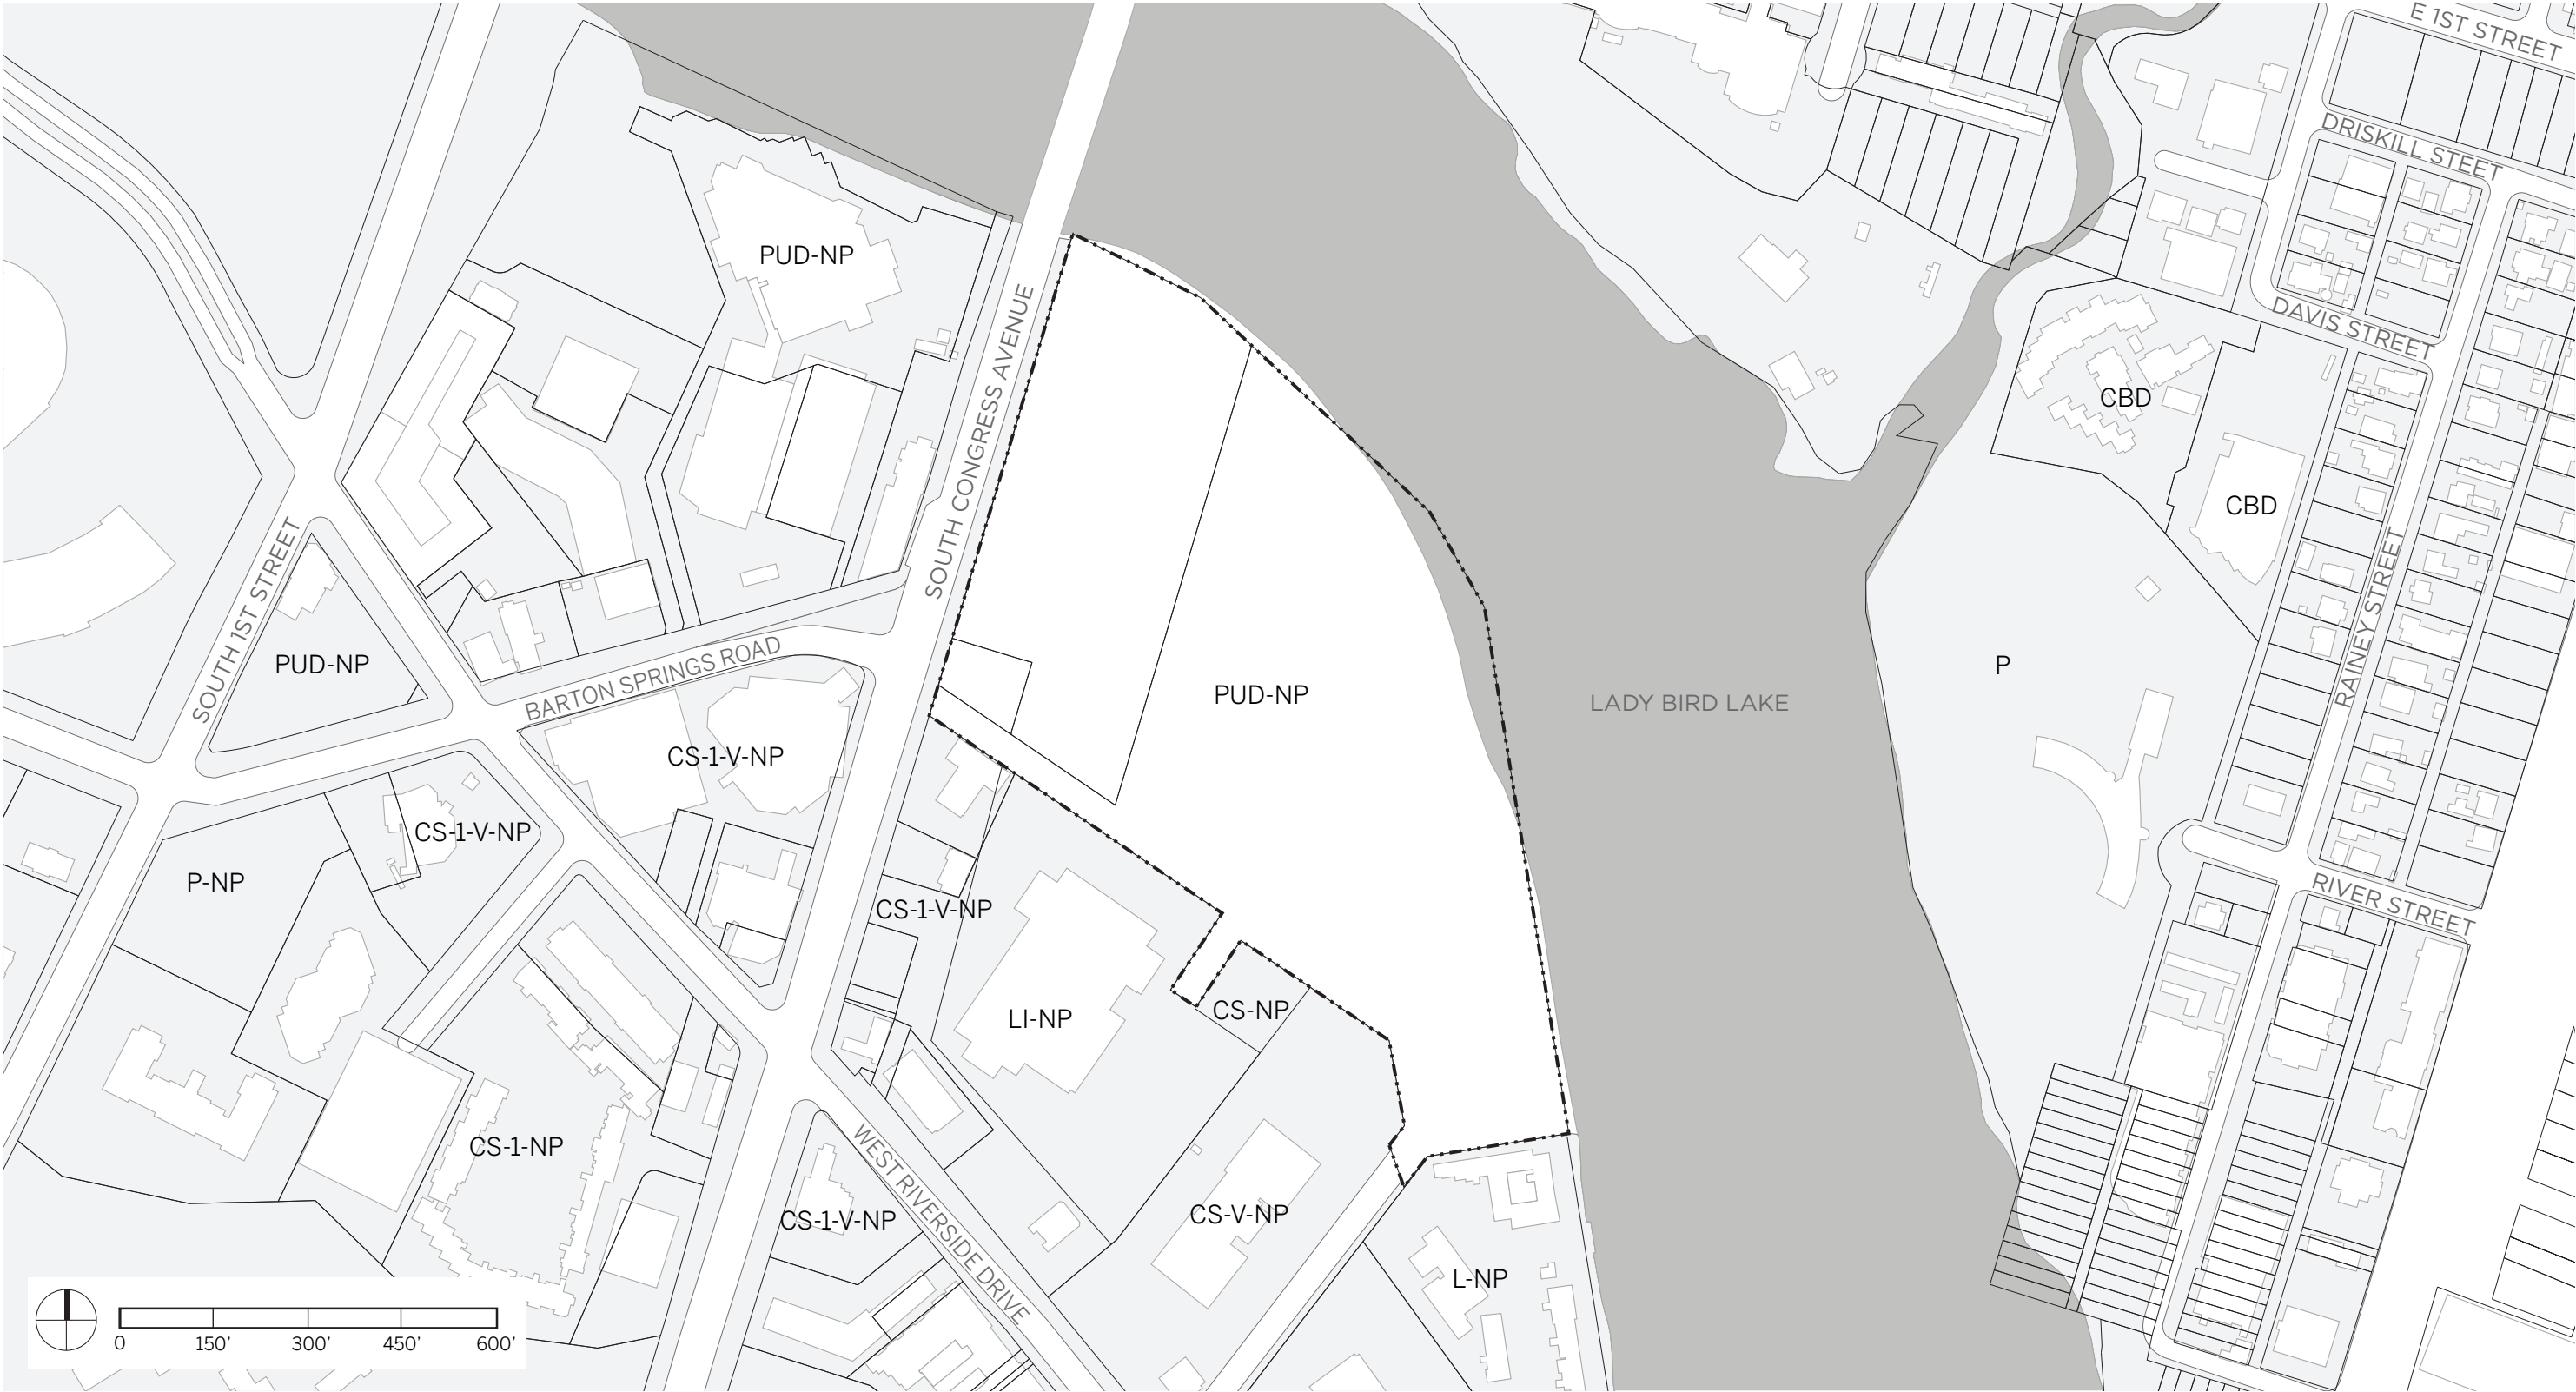 E 1ST STREET
DRISKILL STEET
PUD-NP
SOUTH CONGRESS AVENUE
DAVIS STREET
CBD
CBD
SOUTH 1ST STREET
PUD-NP
BARTON SPRINGS ROAD
PUD-NP
LADY BIRD LAKE
P
RAINEY STREET
CS-1-V-NP
CS-1-V-NP
P-NP
CS-1-V-NP
RIVER STREET
LI-NP
CS-NP
CS-1-NP
WEST RIVERSIDE DRIVE
CS-1-V-NP
CS-V-NP
L-NP
0 150' 300' 450' 600'